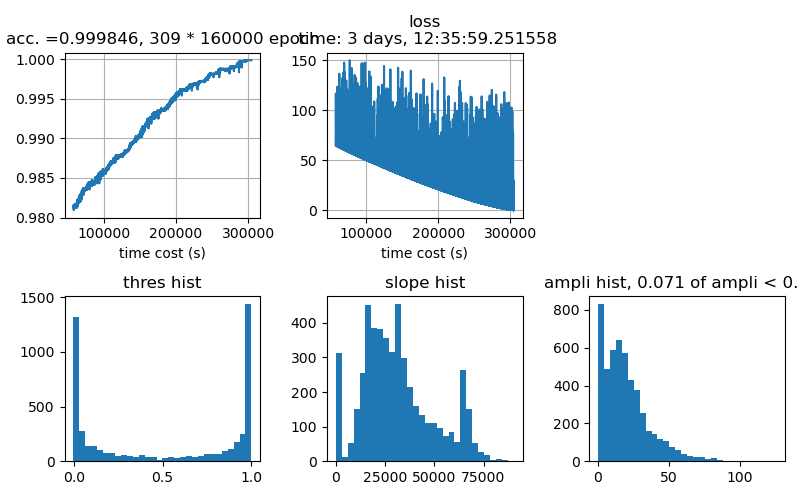 acc. =0.999846, 309 * 160000 epoch
loss
time: 3 days, 12:35:59.251558
1.000
0.995
0.990
0.985
0.980
100000 200000 300000
time cost (s)
150
100
50
0
100000 200000 300000
time cost (s)
thres hist
1500
1000
500
0
0.0 0.5 1.0
slope hist
400
300
200
100
0
0 25000 50000 75000
ampli hist, 0.071 of ampli < 0.
800
600
400
200
0
0 100